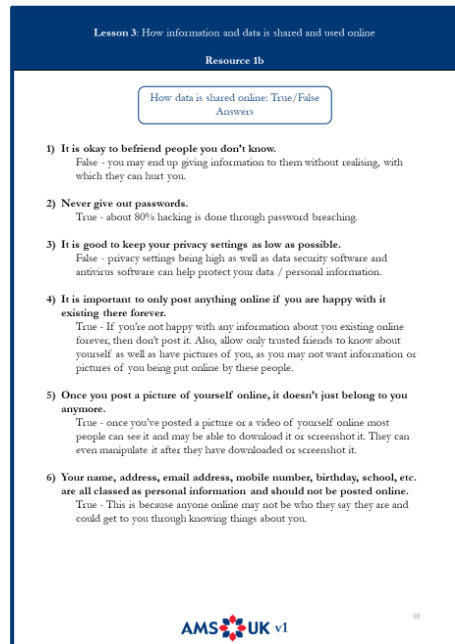 Lesson 3: How information and data is shared and used online
Resource 1b
How data is shared online: True/False
Answers
1) It is okay to befriend people you don't know.
False - you may end up giving information to them without realising, with
which they can hurt you.
2) Never give out passwords.
True - about 80% hacking is done through password breaching.
3) It is good to keep your privacy settings as low as possible.
False - privacy settings being high as well as data security software and
antivirus software can help protect your data / personal information.
4) It is important to only post anything online if you are happy with it
existing there forever.
True - If you're not happy with any information about you existing online
forever, then don't post it. Also, allow only trusted friends to know about
yourself as well as have pictures of you, as you may not want information or
pictures of you being put online by these people.
5) Once you post a picture of yourself online, it doesn't just belong to you
anymore.
True - once you've posted a picture or a video of yourself online most
people can see it and may be able to download it or screenshot it. They can
even manipulate it after they have downloaded or screenshot it.
6) Your name, address, email address, mobile number, birthday, school, etc.
are all classed as personal information and should not be posted online.
True - This is because anyone online may not be who they say they are and
could get to you through knowing things about you.
AMS UK v1